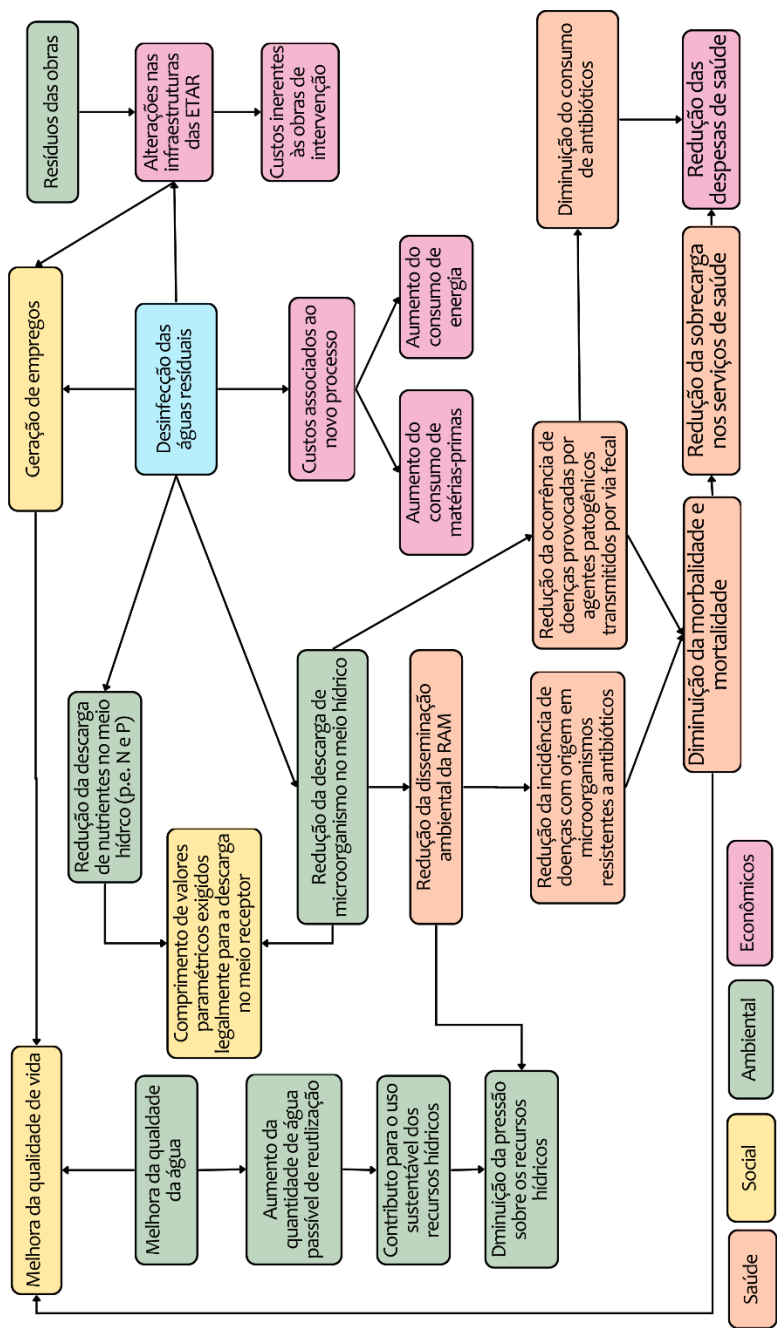 Melhora da qualidade de vida
Geração de empregos
Resíduos das obras
Melhora da qualdade
da água
Redução da descarga
de nutrientes no meio
hídrco (p.e. N e P)
Desinfecção das
águas resíduais
Alterações nas
infraestruturas
das ETAR
Comprimento de valores
paramétricos exigidos
legalmente para a descarga
no meio receptor
Aumento da
quantidade de água
passível de reutlização
Custos inerentes
às obras de
intervenção
Redução da descarga de
microorganismo no meio hídrico
Custos associados ao
novo processo
Contributo para o uso
sustentável dos
recursos hídricos
Redução da disseminação
ambiental da RAM
Aumento do
consumo de
matérias-primas
Aumento do
consumo de
energia
Dminuição da pressão
sobre os recursos
hídricos
Redução da incidência de
doenças com origem em
microorganismos
resistentes a antibióticos
Redução da ocorrência de
doenças provocadas por
agentes patogênicos
transmitidos por via fecal
Diminuição do consumo
de antibióticos
Diminuição da morbalidade e
mortalidade
Redução da sobrecarga
nos serviços de saúde
Redução das
despesas de saúde
Saúde
Social
Ambiental
Econômicos